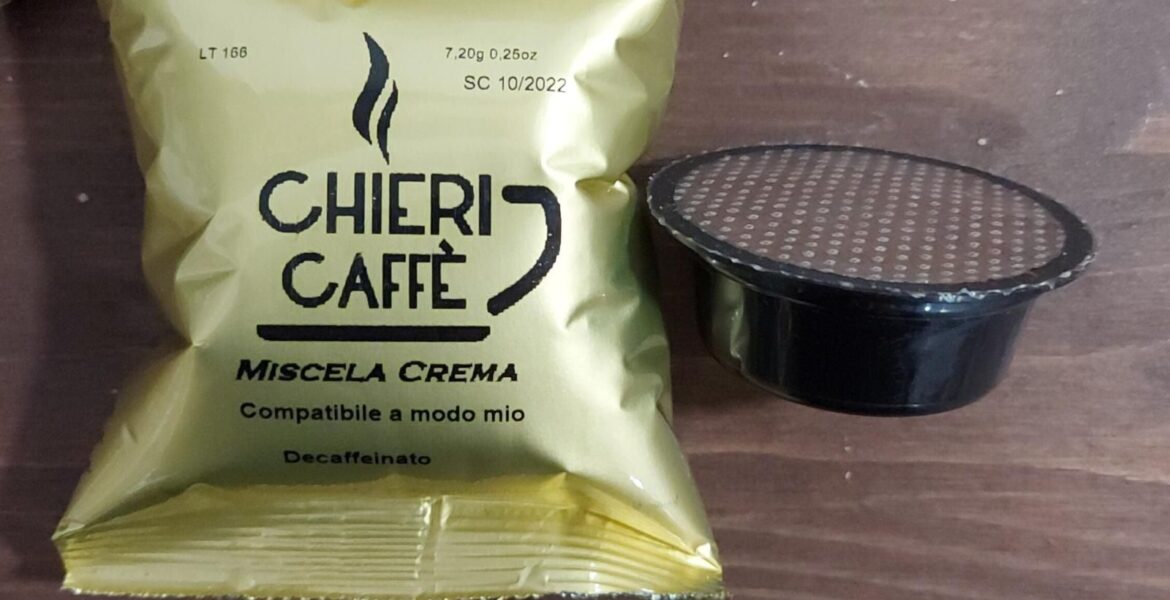 LT 166
7,20g 0,25oz
SC 10/2022
CHIERI
CAFFÈ
MISCELA CREMA
Compatibile a modo mio
Decaffeinato